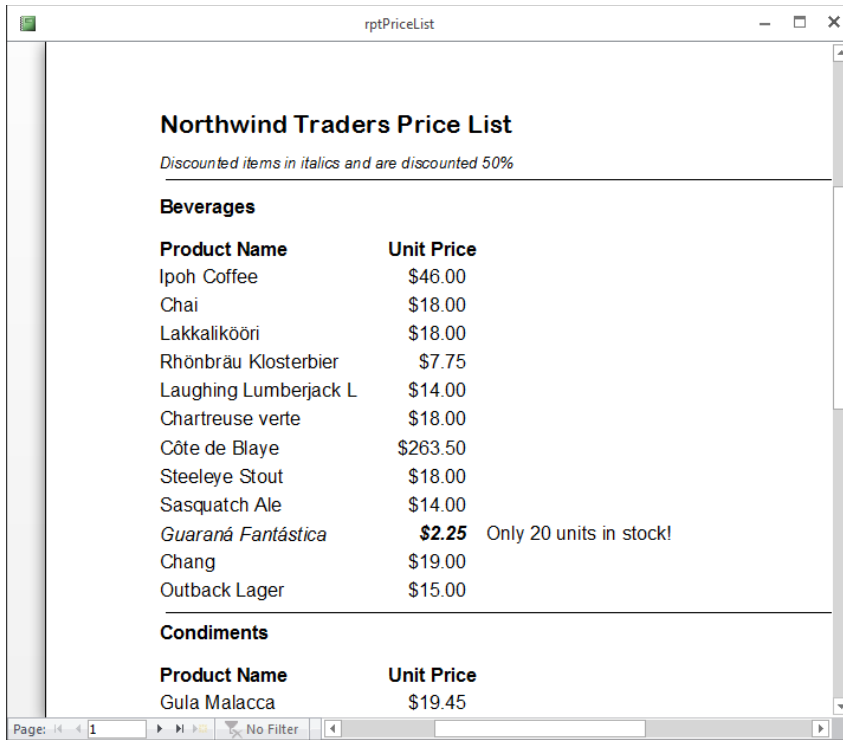 rptPriceList
Northwind Traders Price List
Discounted items in italics and are discounted 50%
Beverages
Product Name Unit Price
Ipoh Coffee $46.00
Chai $18.00
Lakkalikööri $18.00
Rhönbräu Klosterbier $7.75
Laughing Lumberjack L $14.00
Chartreuse verte $18.00
Côte de Blaye $263.50
Steeleye Stout $18.00
Sasquatch Ale $14.00
Guaraná Fantástica $2.25 Only 20 units in stock!
Chang $19.00
Outback Lager $15.00
Condiments
Product Name Unit Price
Gula Malacca $19.45
Page: 1 No Filter